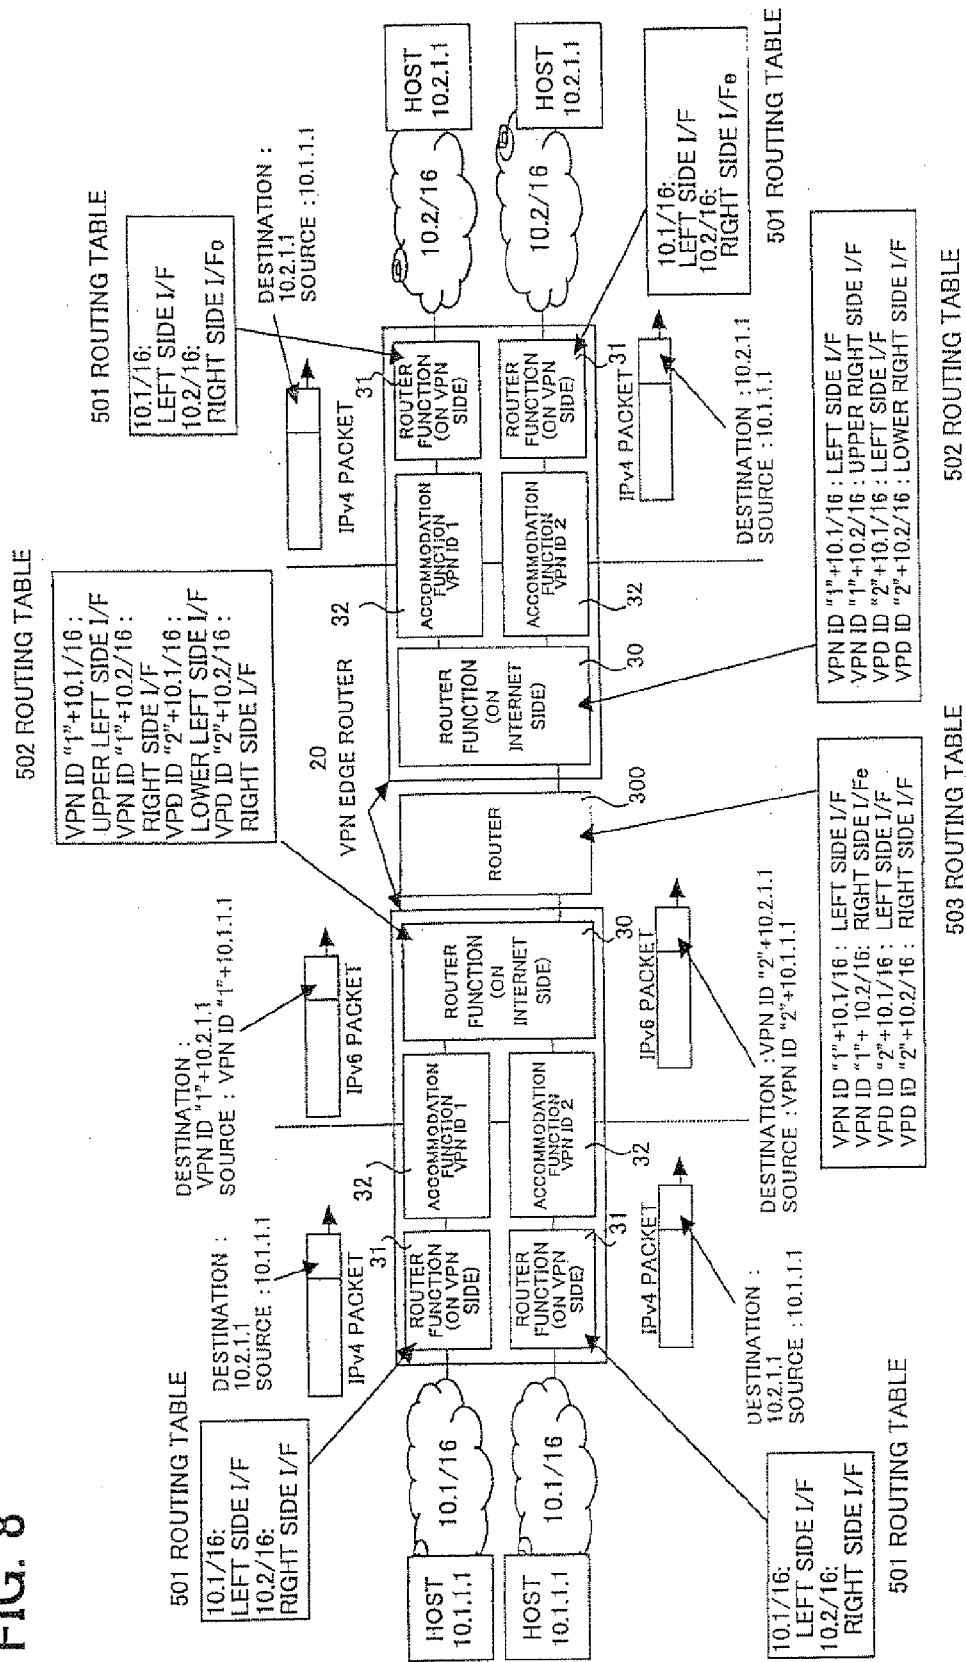 FIG. 8
501 ROUTING TABLE
10.1/16:
LEFT SIDE I/F
10.2/16:
RIGHT SIDE I/F
DESTINATION :
10.2.1.1
SOURCE : 10.1.1.1
IPv4 PACKET
DESTINATION :
VPN ID "1"+10.2.1.1
SOURCE : VPN ID "1"+10.1.1.1
IPv6 PACKET
502 ROUTING TABLE
VPN ID "1"+10.1/16 :
UPPER LEFT SIDE I/F
VPN ID "1"+10.2/16 :
RIGHT SIDE I/F
VPD ID "2"+10.1/16 :
LOWER LEFT SIDE I/F
VPD ID "2"+10.2/16 :
RIGHT SIDE I/F
VPN EDGE ROUTER
20
IPv4 PACKET
501 ROUTING TABLE
10.1/16:
LEFT SIDE I/F
10.2/16:
RIGHT SIDE I/Fo
DESTINATION :
10.2.1.1
SOURCE : 10.1.1.1
HOST
10.1.1.1
10.1/16
31
ROUTER
FUNCTION
(ON VPN
SIDE)
32
ACCOMMODATION
FUNCTION
VPN ID 1
ROUTER
FUNCTION
(ON
INTERNET
SIDE)
30
ROUTER
300
ROUTER
FUNCTION
(ON
INTERNET
SIDE)
30
32
ACCOMMODATION
FUNCTION
VPN ID 1
31
ROUTER
FUNCTION
(ON VPN
SIDE)
10.2/16
HOST
10.2.1.1
HOST
10.1.1.1
10.1/16
ROUTER
FUNCTION
(ON VPN
SIDE)
31
ACCOMMODATION
FUNCTION
VPN ID 2
32
ACCOMMODATION
FUNCTION
VPN ID 2
32
ROUTER
FUNCTION
(ON VPN
SIDE)
31
10.2/16
HOST
10.2.1.1
IPv4 PACKET
DESTINATION :
10.2.1.1
SOURCE : 10.1.1.1
IPv6 PACKET
DESTINATION : VPN ID "2"+10.2.1.1
SOURCE : VPN ID "2"+10.1.1.1
IPv4 PACKET
DESTINATION : 10.2.1.1
SOURCE : 10.1.1.1
10.1/16:
LEFT SIDE I/F
10.2/16:
RIGHT SIDE I/F
501 ROUTING TABLE
VPN ID "1"+10.1/16 : LEFT SIDE I/F
VPN ID "1"+ 10.2/16: RIGHT SIDE I/Fe
VPD ID "2"+10.1/16 : LEFT SIDE I/F
VPD ID "2"+10.2/16 : RIGHT SIDE I/F
503 ROUTING TABLE
VPN ID "1"+10.1/16 : LEFT SIDE I/F
VPN ID "1"+10.2/16 : UPPER RIGHT SIDE I/F
VPD ID "2"+10.1/16 : LEFT SIDE I/F
VPD ID "2"+10.2/16 : LOWER RIGHT SIDE I/F
502 ROUTING TABLE
10.1/16:
LEFT SIDE I/F
10.2/16:
RIGHT SIDE I/Fe
501 ROUTING TABLE